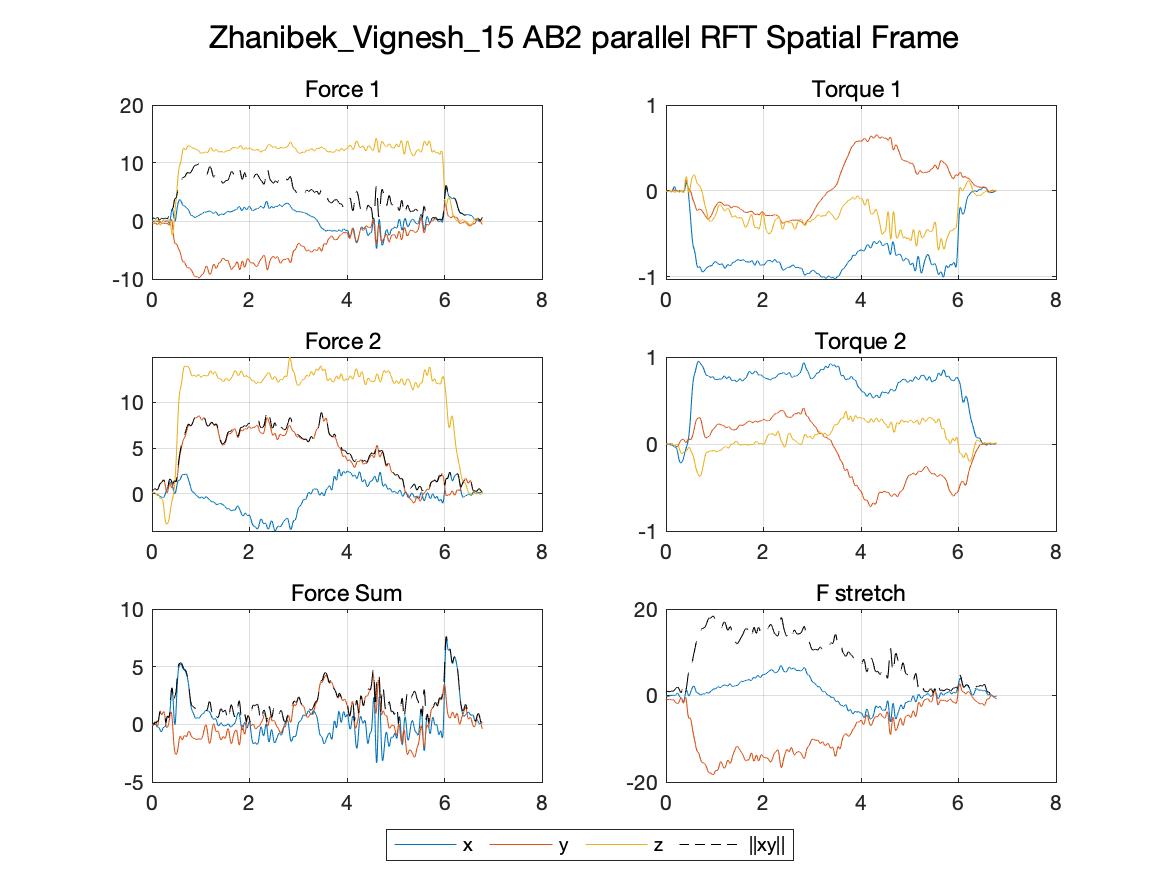 Zhanibek_Vignesh_15 AB2 parallel RFT Spatial Frame
Force 1
20
10
0
-10
0 2 4 6 8
Torque 1
1
0
-1
0 2 4 6 8
Force 2
10
5
0
0 2 4 6 8
Torque 2
1
0
-1
0 2 4 6 8
Force Sum
10
5
0
-5
0 2 4 6 8
F stretch
20
0
-20
0 2 4 6 8
x y z ||xy||